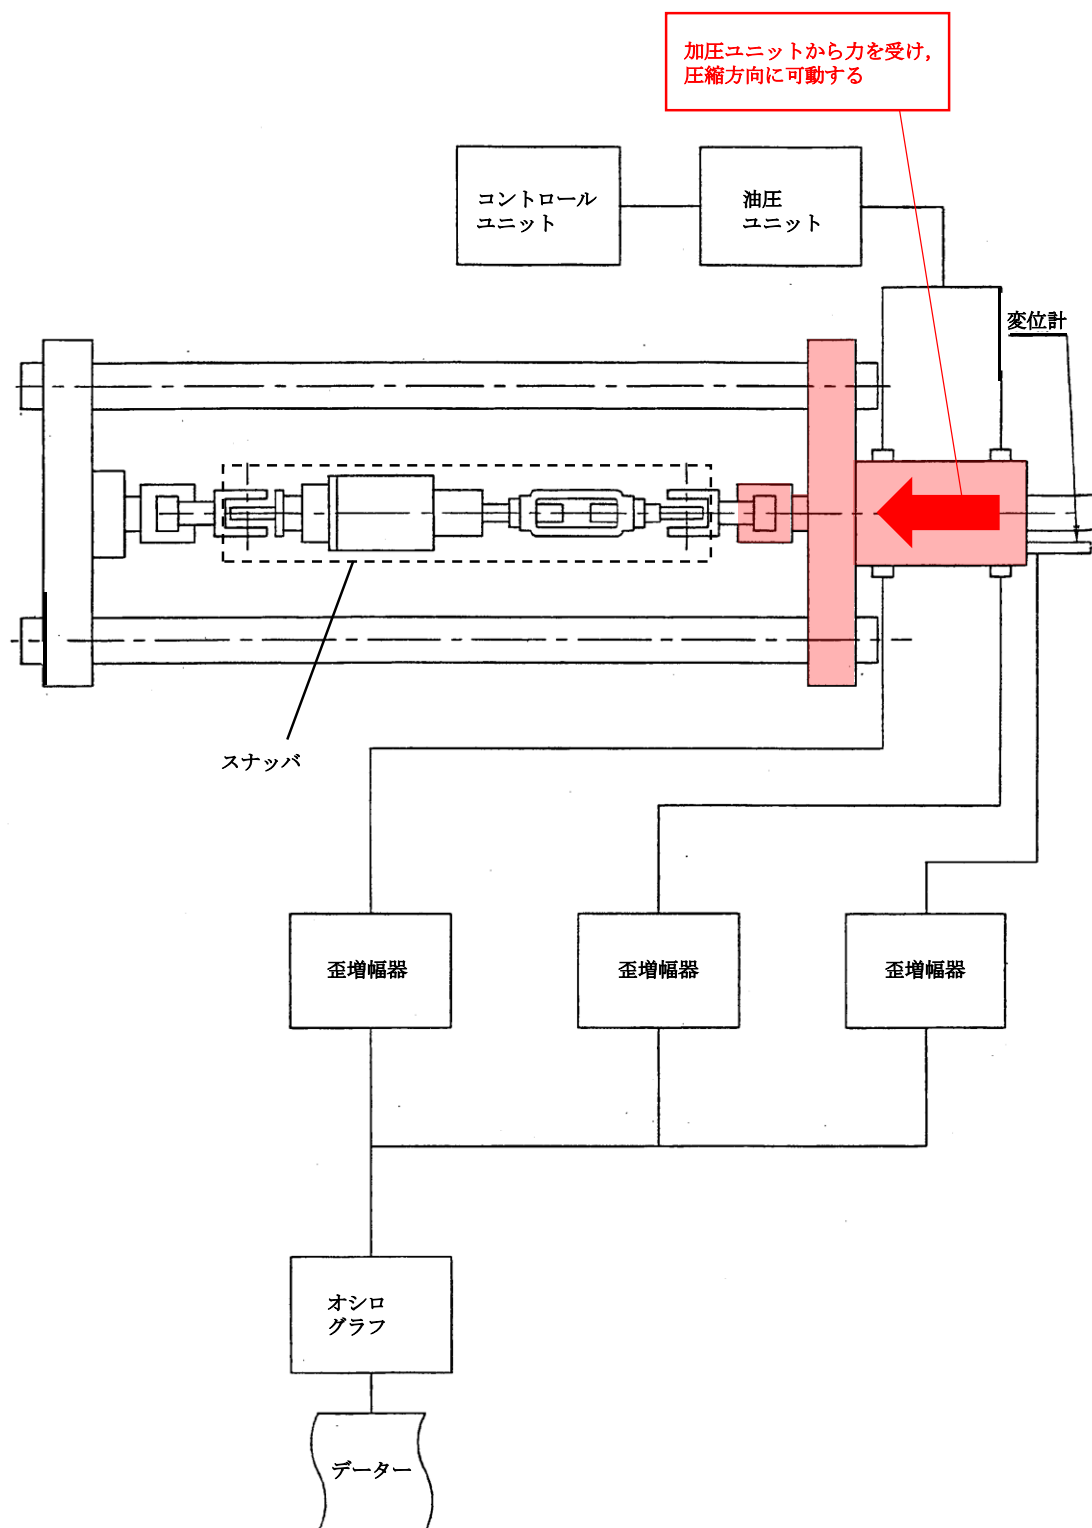 加圧ユニットから力を受け,
圧縮方向に可動する
コントロール
ユニット
油圧
ユニット
変位計
スナッバ
歪増幅器
歪増幅器
歪増幅器
オシロ
グラフ
データー